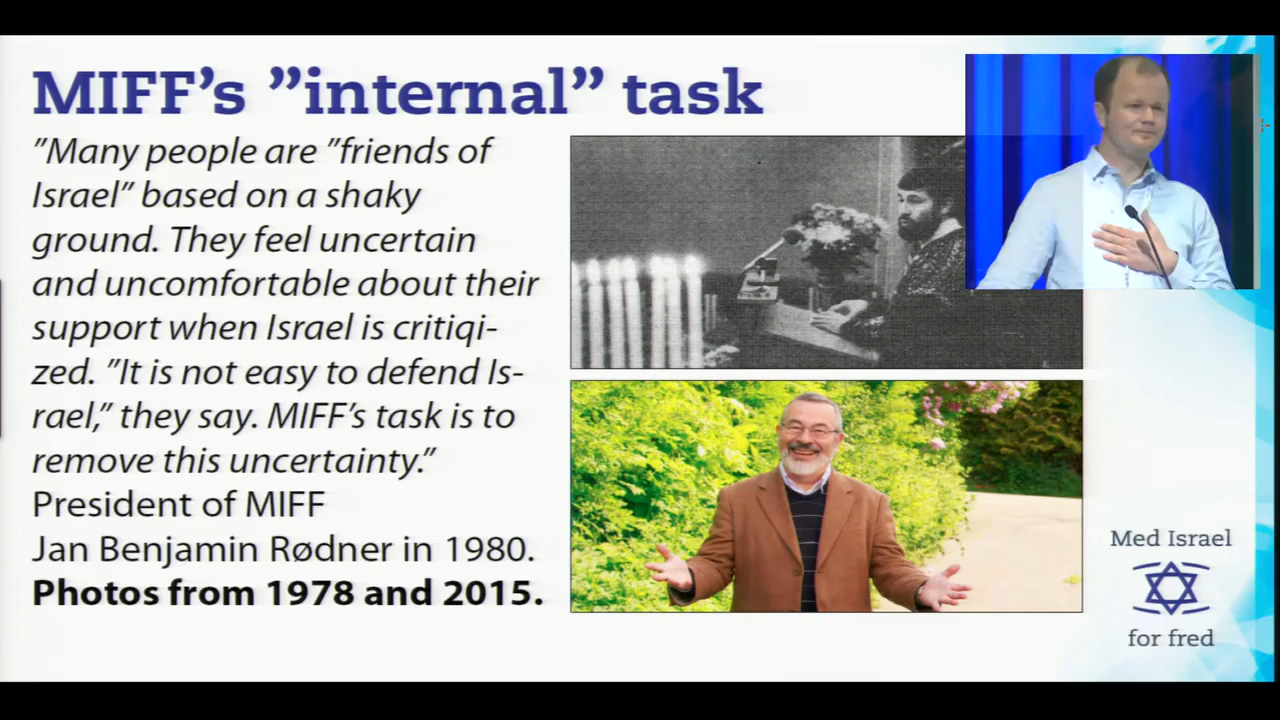 MIFF's ”internal” task
”Many people are ”friends of
Israel” based on a shaky
ground. They feel uncertain
and uncomfortable about their
support when Israel is critiqi-
zed. ”It is not easy to defend Is-
rael,” they say. MIFF's task is to
remove this uncertainty.”
President of MIFF
Jan Benjamin Rødner in 1980.
Photos from 1978 and 2015.
Med Israel
for fred